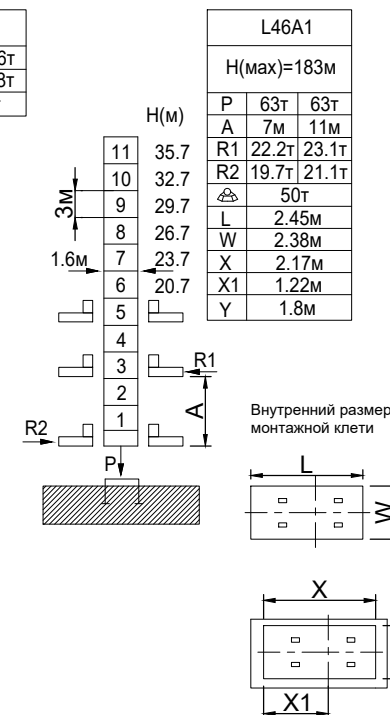 6т
3т
L46A1
H(мах)=183м
P 63т 63т
A 7м 11м
R1 22.2т 23.1т
R2 19.7т 21.1т
50т
L 2.45м
W 2.38м
X 2.17м
X1 1.22м
Y 1.8м
H(м)
11 35.7
10 32.7
3м 9 29.7
8 26.7
1.6м 7 23.7
6 20.7
5
4
3 R1
2
A
1
R2
P
Внутренний размер
монтажной клети
L
W
X
X1